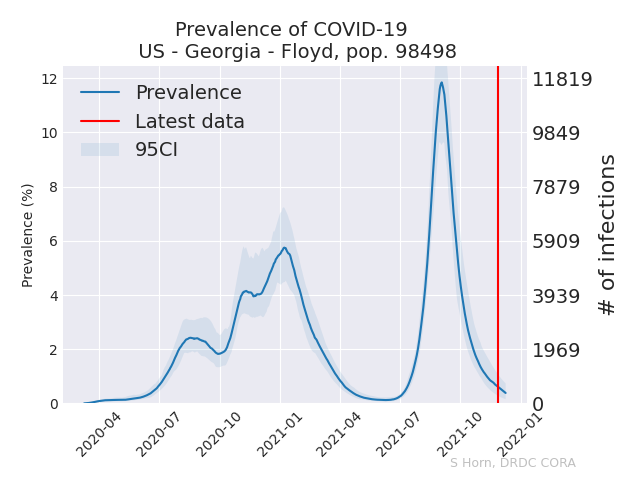 Prevalence of COVID-19
US - Georgia - Floyd, pop. 98498
Prevalence
Latest data
95CI
Prevalence (%)
12
10
8
6
4
2
0
11819
9849
7879
5909
3939
1969
0
# of infections
2020-04
2020-07
2020-10
2021-01
2021-04
2021-07
2021-10
2022-01
S Horn, DRDC CORA